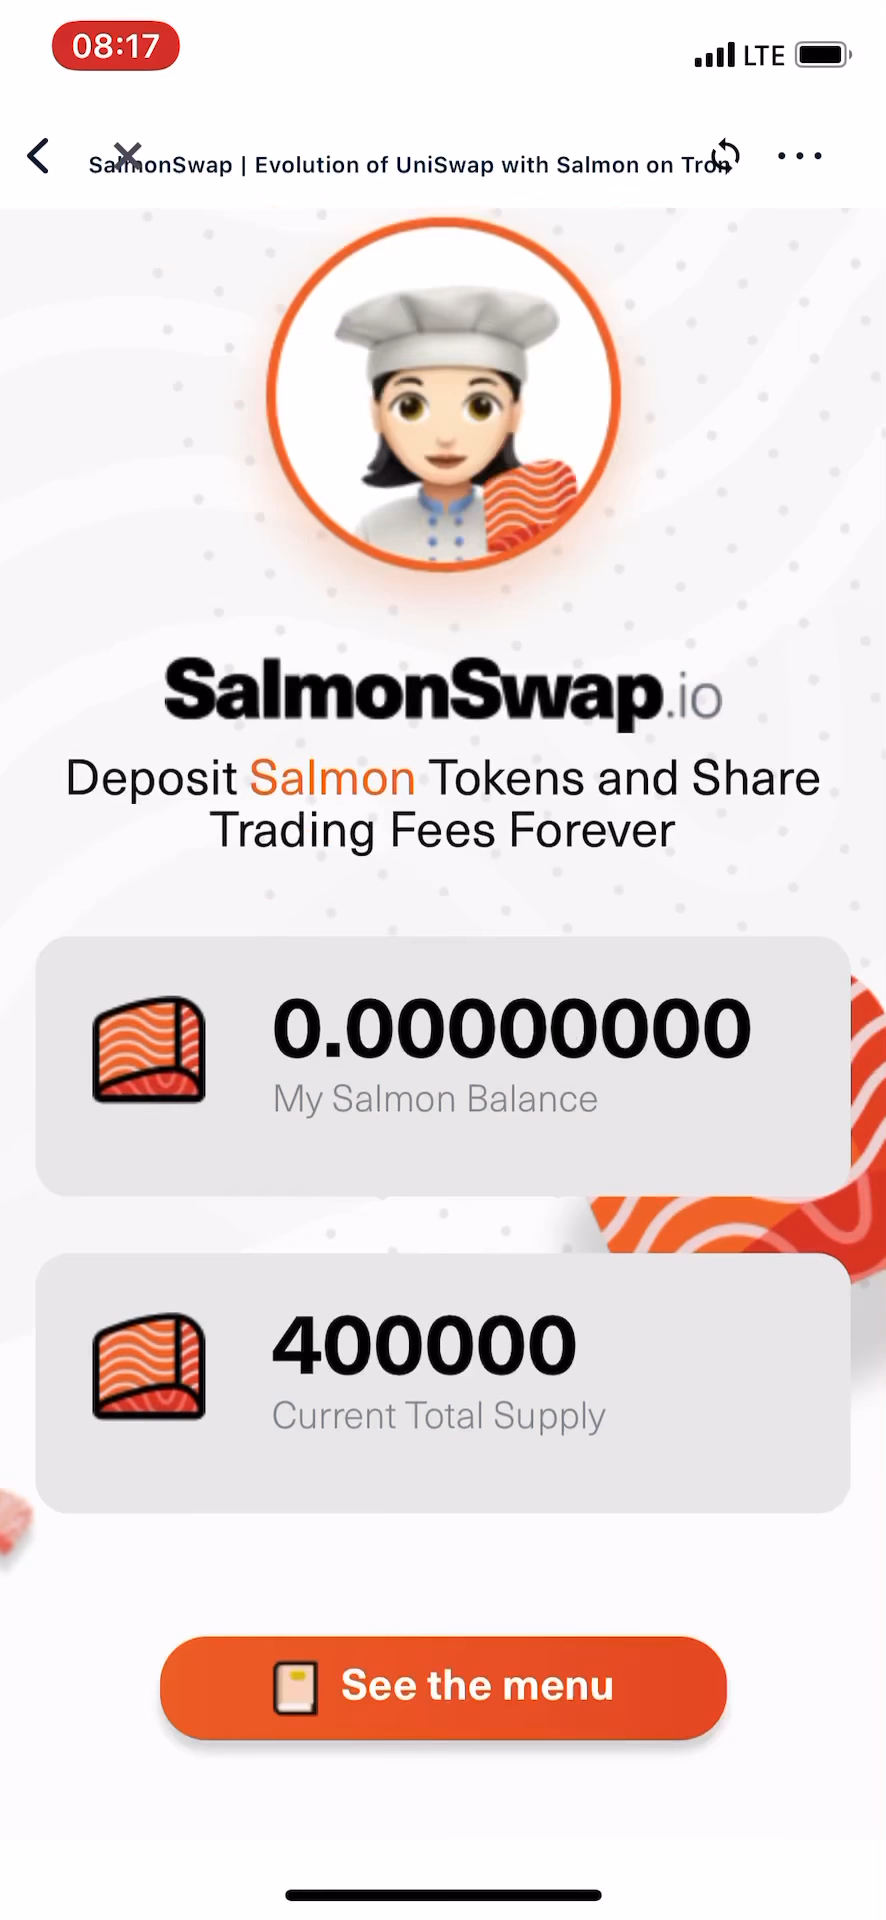 08:17
LTE
SalmonSwap | Evolution of UniSwap with Salmon on Tron
SalmonSwap.io
Deposit Salmon Tokens and Share
Trading Fees Forever
0.00000000
My Salmon Balance
400000
Current Total Supply
See the menu